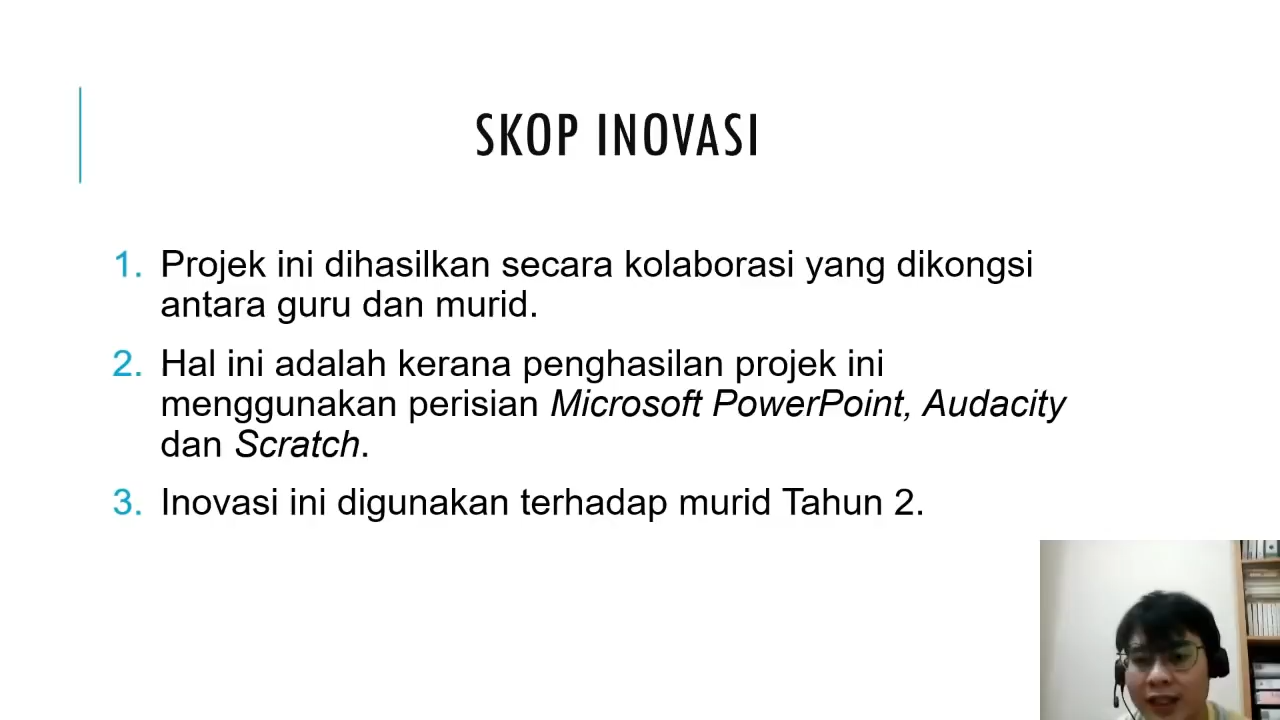 SKOP INOVASI
1. Projek ini dihasilkan secara kolaborasi yang dikongsi
antara guru dan murid.
2. Hal ini adalah kerana penghasilan projek ini
menggunakan perisian Microsoft PowerPoint, Audacity
dan Scratch.
3. Inovasi ini digunakan terhadap murid Tahun 2.